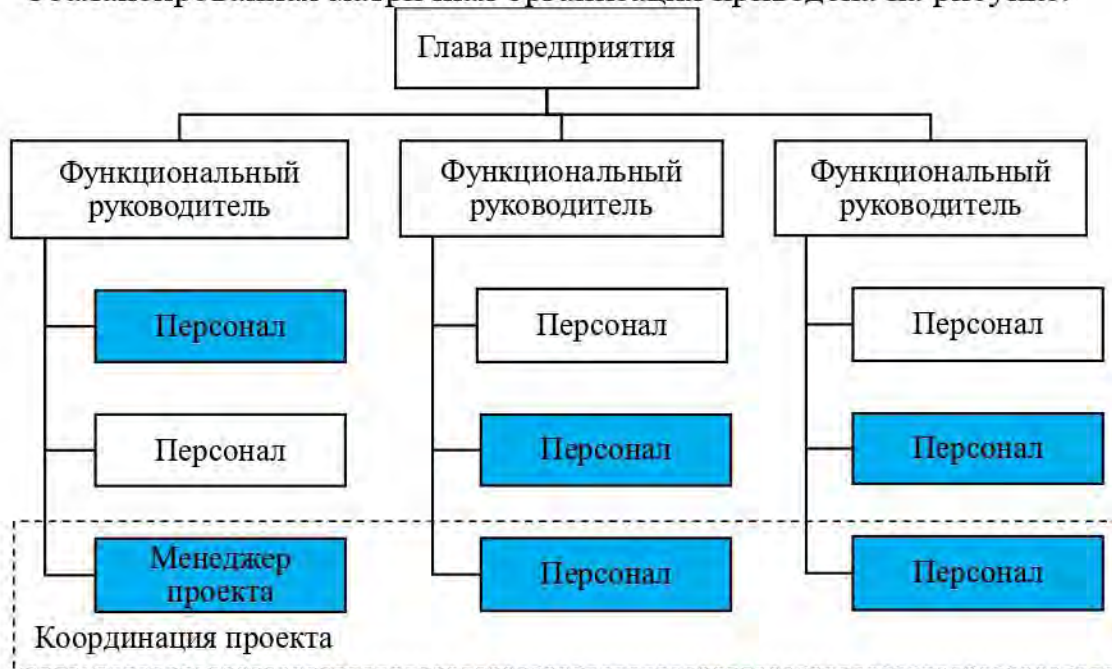 Глава предприятия
Функциональный
руководитель
Функциональный
руководитель
Функциональный
руководитель
Персонал
Персонал
Персонал
Персонал
Персонал
Персонал
Менеджер
проекта
Персонал
Персонал
Координация проекта